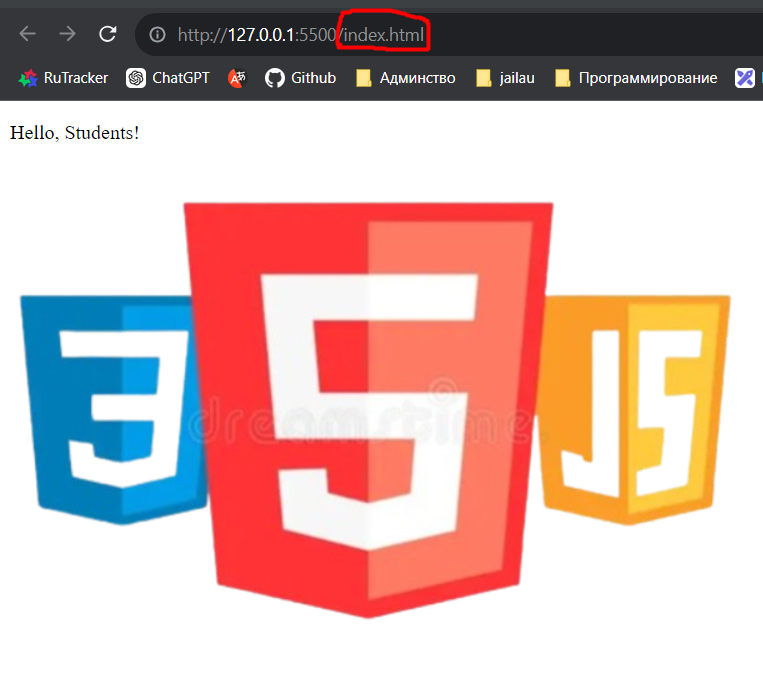 http://127.0.0.1:5500/index.html
RuTracker ChatGPT Github Админство jailau Программирование
Hello, Students!
3 5 JS
dreamstime